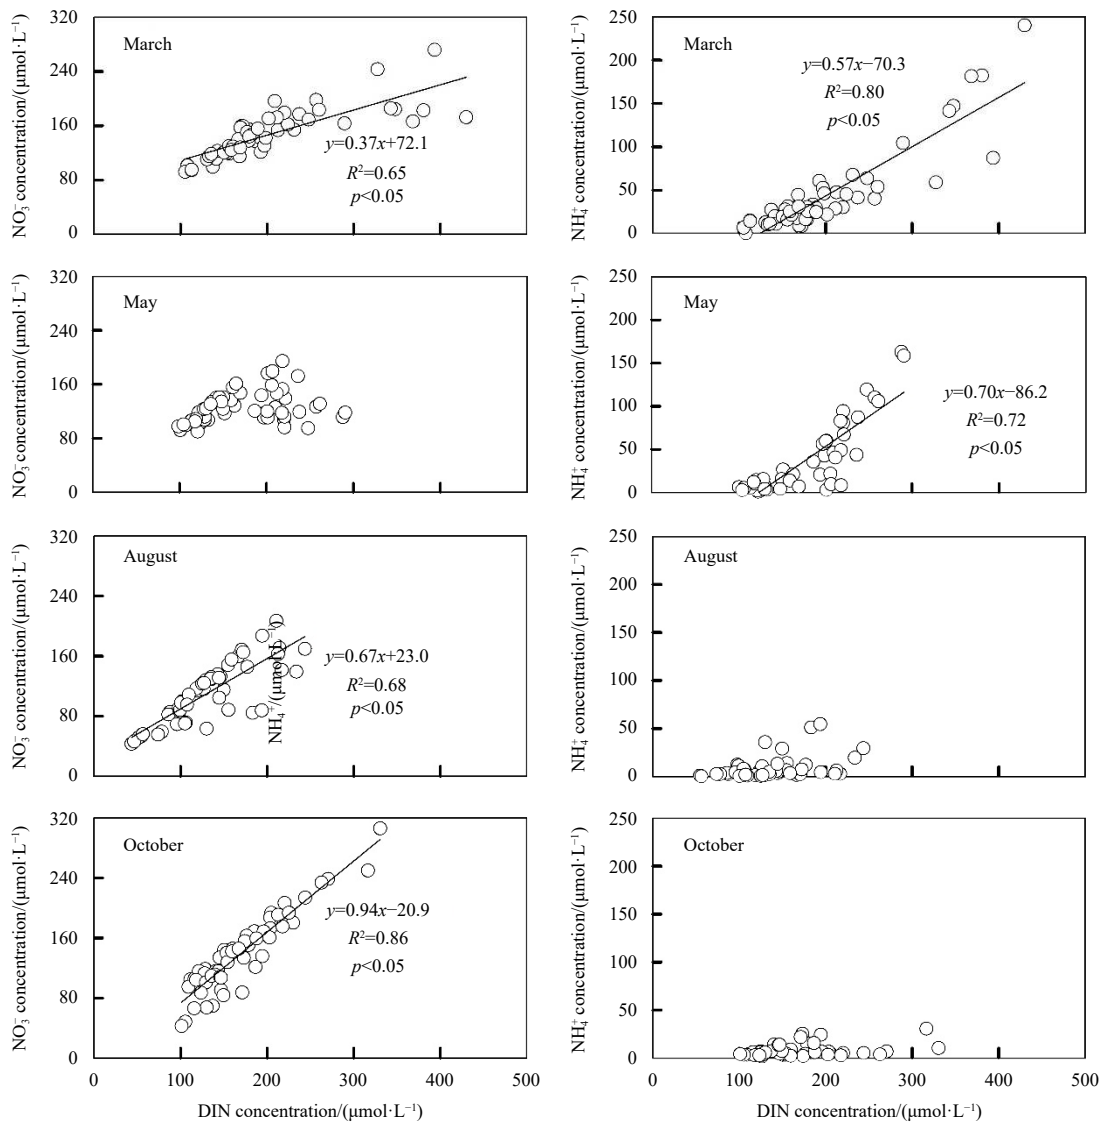 320
240
160
80
0
NO₃⁻ concentration/(μmol·L⁻¹)
March
y=0.37x+72.1
R²=0.65
p<0.05
250
200
150
100
50
0
NH₄⁺ concentration/(μmol·L⁻¹)
March
y=0.57x−70.3
R²=0.80
p<0.05
320
240
160
80
0
NO₃⁻ concentration/(μmol·L⁻¹)
May
250
200
150
100
50
0
NH₄⁺ concentration/(μmol·L⁻¹)
May
y=0.70x−86.2
R²=0.72
p<0.05
320
240
160
80
0
NO₃⁻ concentration/(μmol·L⁻¹)
August
NH₄⁺/(μmol·L⁻¹)
y=0.67x+23.0
R²=0.68
p<0.05
250
200
150
100
50
0
NH₄⁺ concentration/(μmol·L⁻¹)
August
320
240
160
80
0
NO₃⁻ concentration/(μmol·L⁻¹)
October
y=0.94x−20.9
R²=0.86
p<0.05
0 100 200 300 400 500
DIN concentration/(μmol·L⁻¹)
250
200
150
100
50
0
NH₄⁺ concentration/(μmol·L⁻¹)
October
0 100 200 300 400 500
DIN concentration/(μmol·L⁻¹)